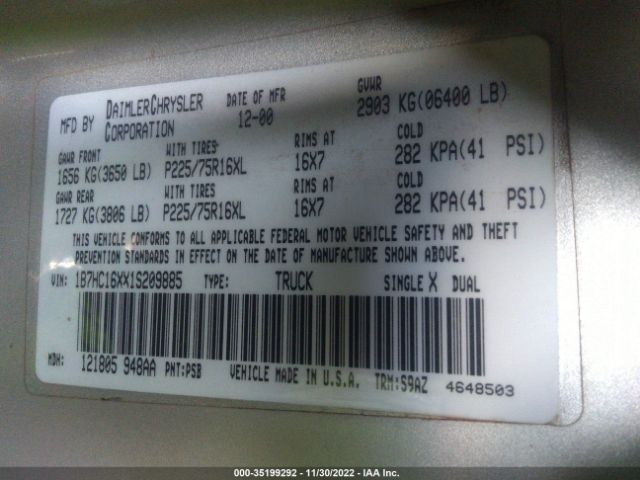 MFD BY DAIMLERCHRYSLER CORPORATION DATE OF MFR 12-00 GVWR 2903 KG(06400 LB)
GAWR FRONT WITH TIRES RIMS AT COLD
1656 KG(3650 LB) P225/75R16XL 16X7 282 KPA(41 PSI)
GAWR REAR WITH TIRES RIMS AT COLD
1727 KG(3806 LB) P225/75R16XL 16X7 282 KPA(41 PSI)
THIS VEHICLE CONFORMS TO ALL APPLICABLE FEDERAL MOTOR VEHICLE SAFETY AND THEFT
PREVENTION STANDARDS IN EFFECT ON THE DATE OF MANUFACTURE SHOWN ABOVE.
VIN: 1B7HC16XX1S209885 TYPE: TRUCK SINGLE X DUAL
MDH: 121805 948AA PNT:PSB VEHICLE MADE IN U.S.A. TRM:S9AZ 4648503
000-35199292 - 11/30/2022 - IAA Inc.